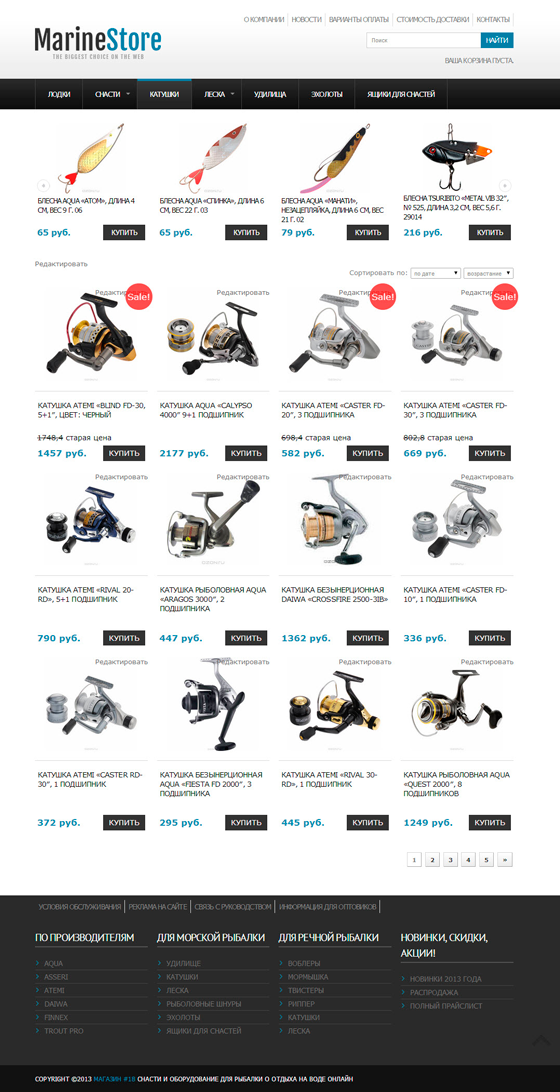 О КОМПАНИИ НОВОСТИ ВАРИАНТЫ ОПЛАТЫ СТОИМОСТЬ ДОСТАВКИ КОНТАКТЫ
MarineStore
THE BIGGEST CHOICE ON THE WEB
Поиск НАЙТИ
ВАША КОРЗИНА ПУСТА.
ЛОДКИ СНАСТИ КАТУШКИ ЛЕСКА УДИЛИЩА ЭХОЛОТЫ ЯЩИКИ ДЛЯ СНАСТЕЙ
БЛЕСНА AQUA «АТОМ», ДЛИНА 4
СМ, ВЕС 9 Г. 06
65 руб. КУПИТЬ
БЛЕСНА AQUA «СПИНКА», ДЛИНА 6
СМ, ВЕС 22 Г. 03
65 руб. КУПИТЬ
БЛЕСНА AQUA «МАНАТИ»,
НЕЗАЦЕПЛЯЙКА, ДЛИНА 6 СМ, ВЕС
21 Г. 02
79 руб. КУПИТЬ
БЛЕСНА TSURIBITO «METAL VIB 32",
№ 525, ДЛИНА 3,2 СМ, ВЕС 5,6 Г.
29014
216 руб. КУПИТЬ
Редактировать
Сортировать по: по дате возрастание
Редактировать Sale!
КАТУШКА ATEMI «BLIND FD-30,
5+1", ЦВЕТ: ЧЕРНЫЙ
1748,4 старая цена
1457 руб. КУПИТЬ
Редактировать
КАТУШКА AQUA «CALYPSO
4000" 9+1 ПОДШИПНИК
2177 руб. КУПИТЬ
Редактировать Sale!
КАТУШКА ATEMI «CASTER FD-
20", 3 ПОДШИПНИКА
698,4 старая цена
582 руб. КУПИТЬ
Редактировать Sale!
КАТУШКА ATEMI «CASTER FD-
30", 3 ПОДШИПНИКА
802,8 старая цена
669 руб. КУПИТЬ
Редактировать
КАТУШКА ATEMI «RIVAL 20-
RD», 5+1 ПОДШИПНИК
790 руб. КУПИТЬ
Редактировать
КАТУШКА РЫБОЛОВНАЯ AQUA
«ARAGOS 3000", 2
ПОДШИПНИКА
447 руб. КУПИТЬ
Редактировать
КАТУШКА БЕЗЫНЕРЦИОННАЯ
DAIWA «CROSSFIRE 2500-3IB»
1362 руб. КУПИТЬ
Редактировать
КАТУШКА ATEMI «CASTER FD-
10", 1 ПОДШИПНИК
336 руб. КУПИТЬ
Редактировать
КАТУШКА ATEMI «CASTER RD-
30", 1 ПОДШИПНИК
372 руб. КУПИТЬ
Редактировать
КАТУШКА БЕЗЫНЕРЦИОННАЯ
AQUA «FIESTA FD 2000", 3
ПОДШИПНИКА
295 руб. КУПИТЬ
Редактировать
КАТУШКА ATEMI «RIVAL 30-
RD», 1 ПОДШИПНИК
445 руб. КУПИТЬ
Редактировать
КАТУШКА РЫБОЛОВНАЯ AQUA
«QUEST 2000", 8
ПОДШИПНИКОВ
1249 руб. КУПИТЬ
1 2 3 4 5 »
УСЛОВИЯ ОБСЛУЖИВАНИЯ РЕКЛАМА НА САЙТЕ СВЯЗЬ С РУКОВОДСТВОМ ИНФОРМАЦИЯ ДЛЯ ОПТОВИКОВ
ПО ПРОИЗВОДИТЕЛЯМ
AQUA
ASSERI
ATEMI
DAIWA
FINNEX
TROUT PRO
ДЛЯ МОРСКОЙ РЫБАЛКИ
УДИЛИЩЕ
КАТУШКИ
ЛЕСКА
РЫБОЛОВНЫЕ ШНУРЫ
ЭХОЛОТЫ
ЯЩИКИ ДЛЯ СНАСТЕЙ
ДЛЯ РЕЧНОЙ РЫБАЛКИ
ВОБЛЕРЫ
МОРМЫШКА
ТВИСТЕРЫ
РИППЕР
КАТУШКИ
ЛЕСКА
НОВИНКИ, СКИДКИ,
АКЦИИ!
НОВИНКИ 2013 ГОДА
РАСПРОДАЖА
ПОЛНЫЙ ПРАЙСЛИСТ
COPYRIGHT ©2013 МАГАЗИН #18 СНАСТИ И ОБОРУДОВАНИЕ ДЛЯ РЫБАЛКИ О ОТДЫХА НА ВОДЕ ОНЛАЙН